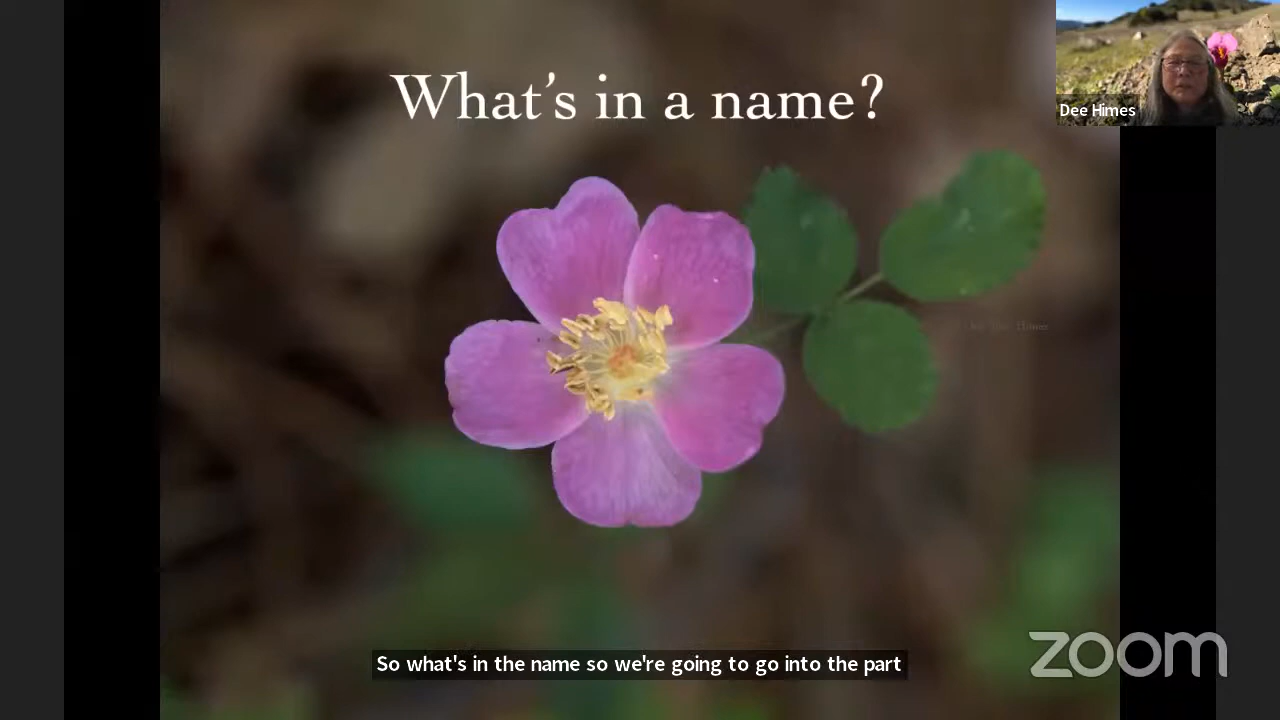 What's in a name?
Dee Himes
So what's in the name so we're going to go into the part
zoom